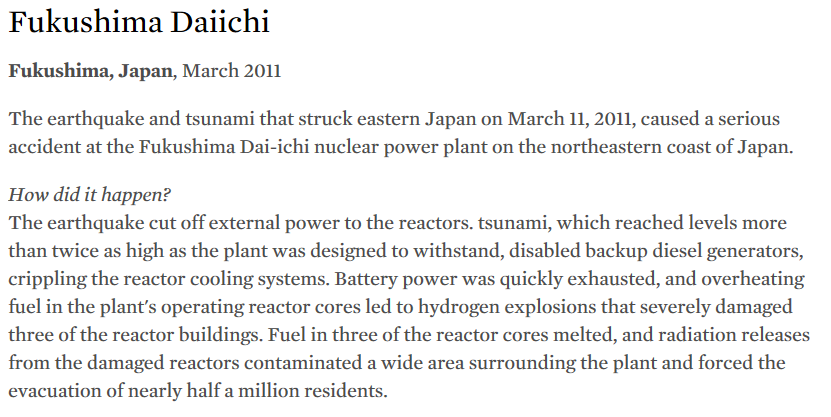 Fukushima Daiichi
Fukushima, Japan, March 2011
The earthquake and tsunami that struck eastern Japan on March 11, 2011, caused a serious
accident at the Fukushima Dai-ichi nuclear power plant on the northeastern coast of Japan.
How did it happen?
The earthquake cut off external power to the reactors. tsunami, which reached levels more
than twice as high as the plant was designed to withstand, disabled backup diesel generators,
crippling the reactor cooling systems. Battery power was quickly exhausted, and overheating
fuel in the plant's operating reactor cores led to hydrogen explosions that severely damaged
three of the reactor buildings. Fuel in three of the reactor cores melted, and radiation releases
from the damaged reactors contaminated a wide area surrounding the plant and forced the
evacuation of nearly half a million residents.